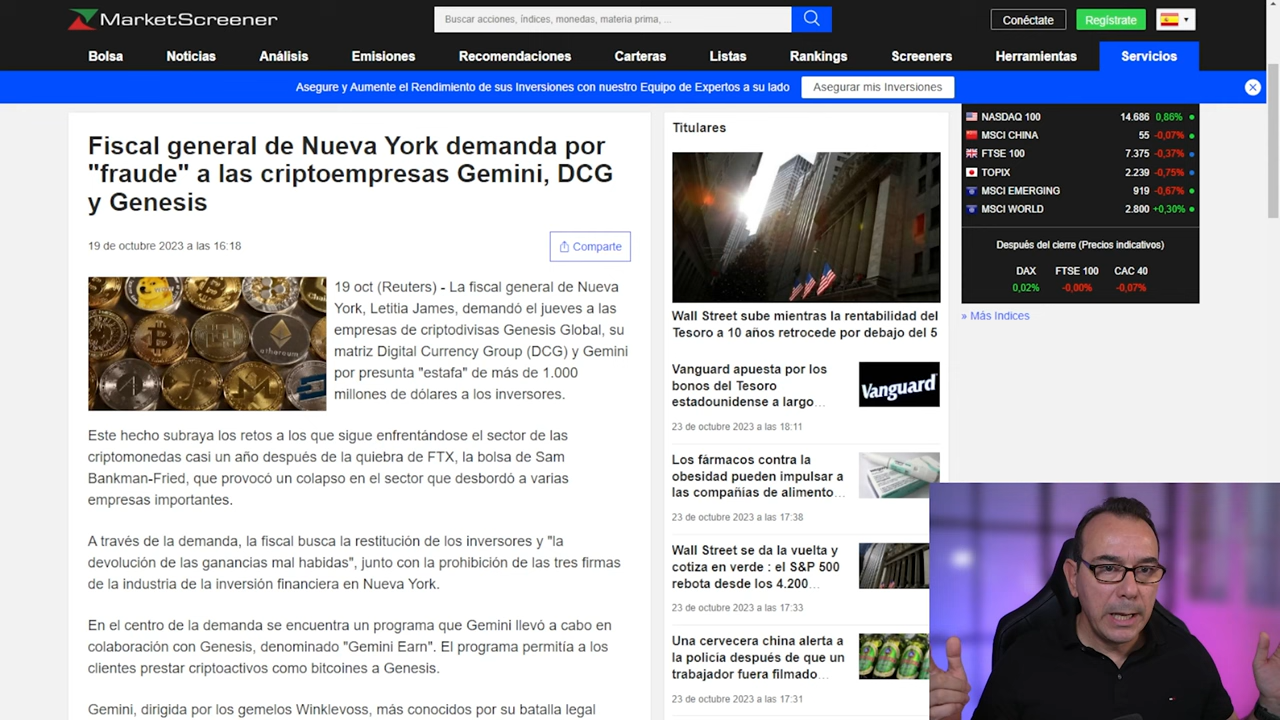 MarketScreener
Buscar acciones, índices, monedas, materia prima, ...
Conéctate
Regístrate
Bolsa
Noticias
Análisis
Emisiones
Recomendaciones
Carteras
Listas
Rankings
Screeners
Herramientas
Servicios
Asegure y Aumente el Rendimiento de sus Inversiones con nuestro Equipo de Expertos a su lado
Asegurar mis Inversiones
Fiscal general de Nueva York demanda por
"fraude" a las criptoempresas Gemini, DCG
y Genesis
19 de octubre 2023 a las 16:18
Comparte
19 oct (Reuters) - La fiscal general de Nueva
York, Letitia James, demandó el jueves a las
empresas de criptodivisas Genesis Global, su
matriz Digital Currency Group (DCG) y Gemini
por presunta "estafa" de más de 1.000
millones de dólares a los inversores.
ethereum
Este hecho subraya los retos a los que sigue enfrentándose el sector de las
criptomonedas casi un año después de la quiebra de FTX, la bolsa de Sam
Bankman-Fried, que provocó un colapso en el sector que desbordó a varias
empresas importantes.
A través de la demanda, la fiscal busca la restitución de los inversores y "la
devolución de las ganancias mal habidas", junto con la prohibición de las tres firmas
de la industria de la inversión financiera en Nueva York.
En el centro de la demanda se encuentra un programa que Gemini llevó a cabo en
colaboración con Genesis, denominado "Gemini Earn". El programa permitía a los
clientes prestar criptoactivos como bitcoines a Genesis.
Gemini, dirigida por los gemelos Winklevoss, más conocidos por su batalla legal
Titulares
Wall Street sube mientras la rentabilidad del
Tesoro a 10 años retrocede por debajo del 5
Vanguard apuesta por los
bonos del Tesoro
estadounidense a largo...
Vanguard
23 de octubre 2023 a las 18:11
Los fármacos contra la
obesidad pueden impulsar a
las compañías de alimento...
23 de octubre 2023 a las 17:38
Wall Street se da la vuelta y
cotiza en verde : el S&P 500
rebota desde los 4.200...
23 de octubre 2023 a las 17:33
Una cervecera china alerta a
la policía después de que un
trabajador fuera filmado...
23 de octubre 2023 a las 17:31
NASDAQ 100 14.686 0,86%
MSCI CHINA 55 -0,07%
FTSE 100 7.375 -0,37%
TOPIX 2.239 -0,75%
MSCI EMERGING 919 -0,67%
MSCI WORLD 2.800 +0,30%
Después del cierre (Precios indicativos)
DAX FTSE 100 CAC 40
0,02% -0,00% -0,07%
» Más Indices